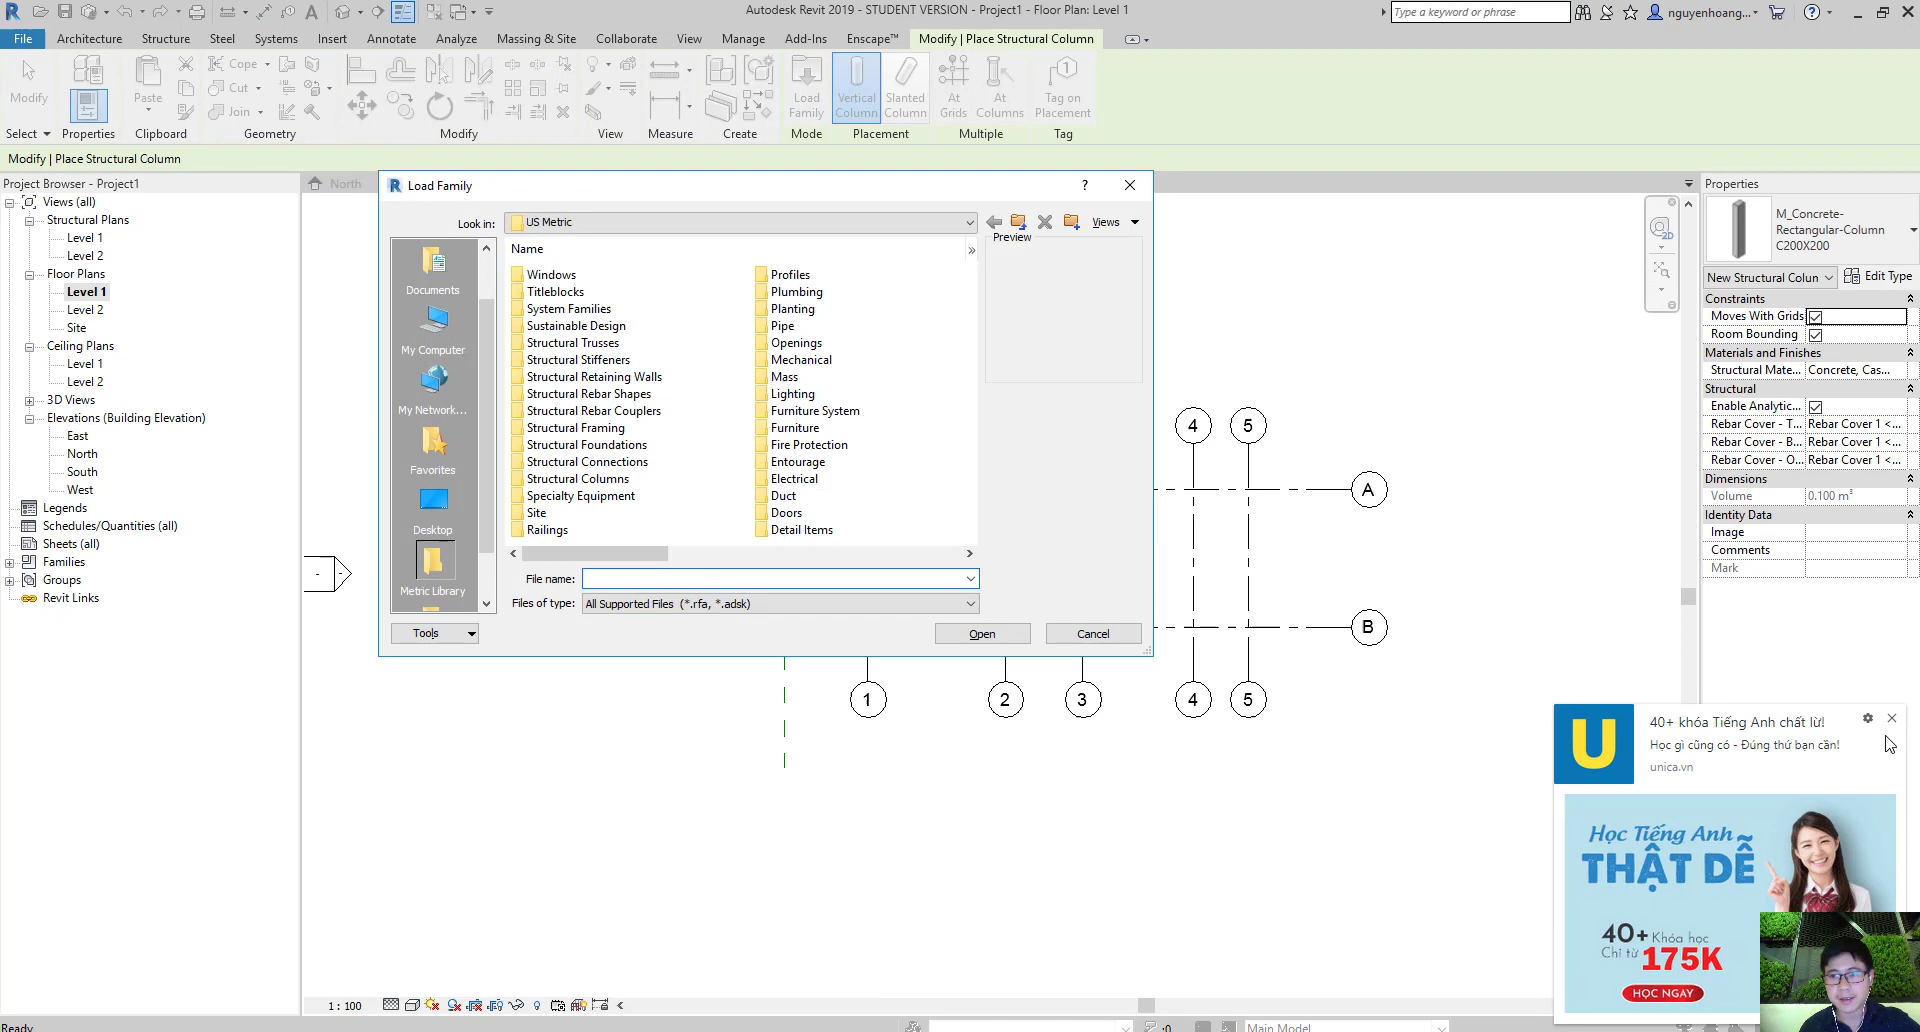 Autodesk Revit 2019 - STUDENT VERSION - Project1 - Floor Plan: Level 1
Type a keyword or phrase
nguyenhoang...
File Architecture Structure Steel Systems Insert Annotate Analyze Massing & Site Collaborate View Manage Add-Ins Enscape™ Modify | Place Structural Column
Modify
Paste
Cope
Cut
Join
Load Family
Vertical Column
Slanted Column
At Grids
At Columns
Tag on Placement
Select Properties Clipboard Geometry Modify View Measure Create Mode Placement Multiple Tag
Modify | Place Structural Column
Project Browser - Project1
Views (all)
Structural Plans
Level 1
Level 2
Floor Plans
Level 1
Level 2
Site
Ceiling Plans
Level 1
Level 2
3D Views
Elevations (Building Elevation)
East
North
South
West
Legends
Schedules/Quantities (all)
Sheets (all)
Families
Groups
Revit Links
North
Load Family
?
Look in:
US Metric
Views
Documents
My Computer
My Network...
Favorites
Desktop
Metric Library
Name
Windows
Titleblocks
System Families
Sustainable Design
Structural Trusses
Structural Stiffeners
Structural Retaining Walls
Structural Rebar Shapes
Structural Rebar Couplers
Structural Framing
Structural Foundations
Structural Connections
Structural Columns
Specialty Equipment
Site
Railings
Profiles
Plumbing
Planting
Pipe
Openings
Mechanical
Mass
Lighting
Furniture System
Furniture
Fire Protection
Entourage
Electrical
Duct
Doors
Detail Items
Preview
File name:
Files of type:
All Supported Files (*.rfa, *.adsk)
Tools
Open
Cancel
4 5
A
B
1 2 3 4 5
2D
Properties
M_Concrete-
Rectangular-Column
C200X200
New Structural Colun
Edit Type
Constraints
Moves With Grids
Room Bounding
Materials and Finishes
Structural Mate... Concrete, Cas...
Structural
Enable Analytic...
Rebar Cover - T... Rebar Cover 1 <...
Rebar Cover - B... Rebar Cover 1 <...
Rebar Cover - O... Rebar Cover 1 <...
Dimensions
Volume 0.100 m³
Identity Data
Image
Comments
Mark
U
40+ khóa Tiếng Anh chất lừ!
Học gì cũng có - Đúng thứ bạn cần!
unica.vn
Học Tiếng Anh
THẬT DỄ
40+ Khóa học
Chỉ từ 175K
HỌC NGAY
1 : 100
Ready
:0
Main Model